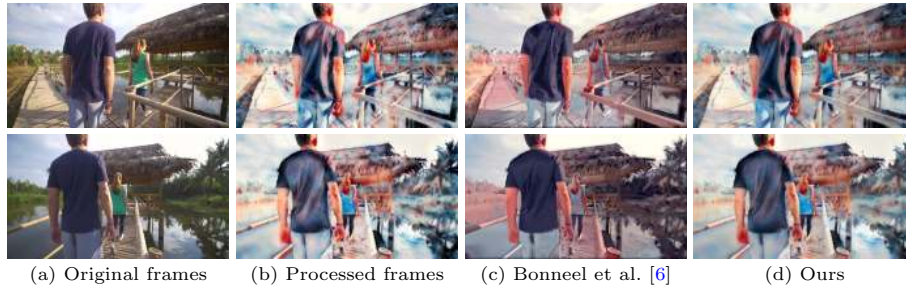 (a) Original frames (b) Processed frames (c) Bonneel et al. [6] (d) Ours